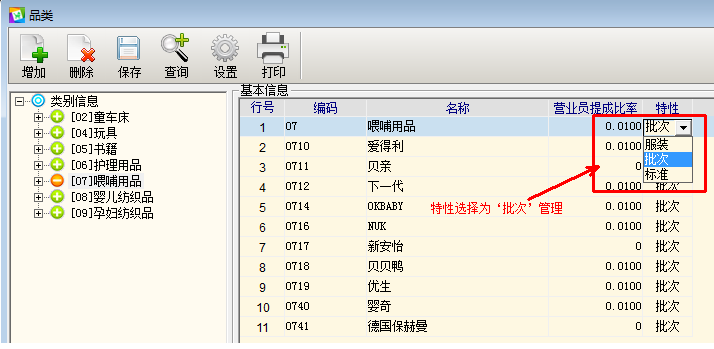 品类
增加 删除 保存 查询 设置 打印
类别信息
[02]童车床
[04]玩具
[05]书籍
[06]护理用品
[07]喂哺用品
[08]婴儿纺织品
[09]孕妇纺织品
基本信息
行号 编码 名称 营业员提成比率 特性
1 07 喂哺用品 0.0100 批次
服装
批次
标准
2 0710 爱得利 0.0100
3 0711 贝亲 0
4 0712 下一代 0.0100 批次
5 0714 OKBABY 0.0100 批次
特性选择为‘批次’管理
6 0716 NUK 0.0100 批次
7 0717 新安怡 0 批次
8 0718 贝贝鸭 0.0100 批次
9 0719 优生 0.0100 批次
10 0740 婴奇 0.0100 批次
11 0741 德国保赫曼 0 批次